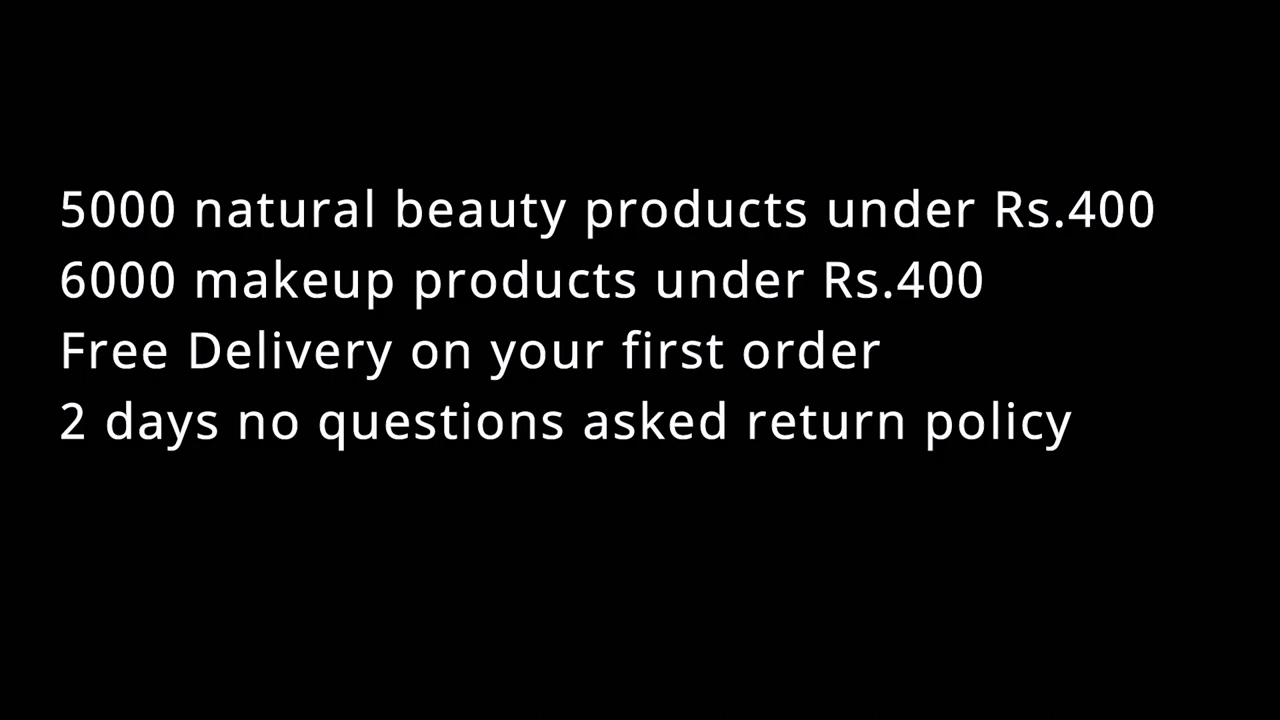 5000 natural beauty products under Rs.400
6000 makeup products under Rs.400
Free Delivery on your first order
2 days no questions asked return policy